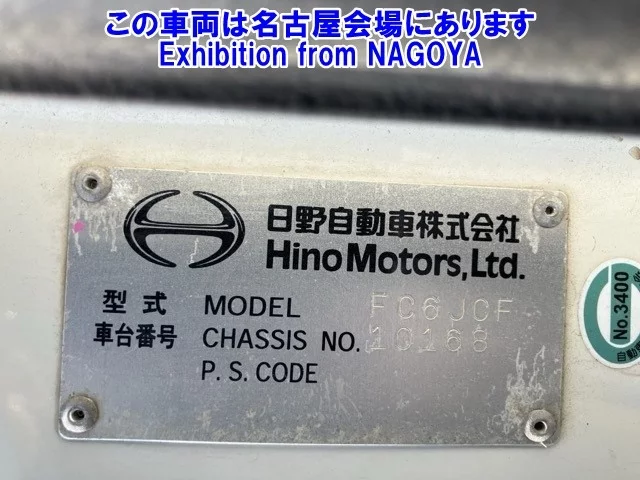 この車両は名古屋会場にあります
Exhibition from NAGOYA
日野自動車株式会社
Hino Motors, Ltd.
型式 MODEL FC6JCF
車台番号 CHASSIS NO. 10168
P. S. CODE
No.3400